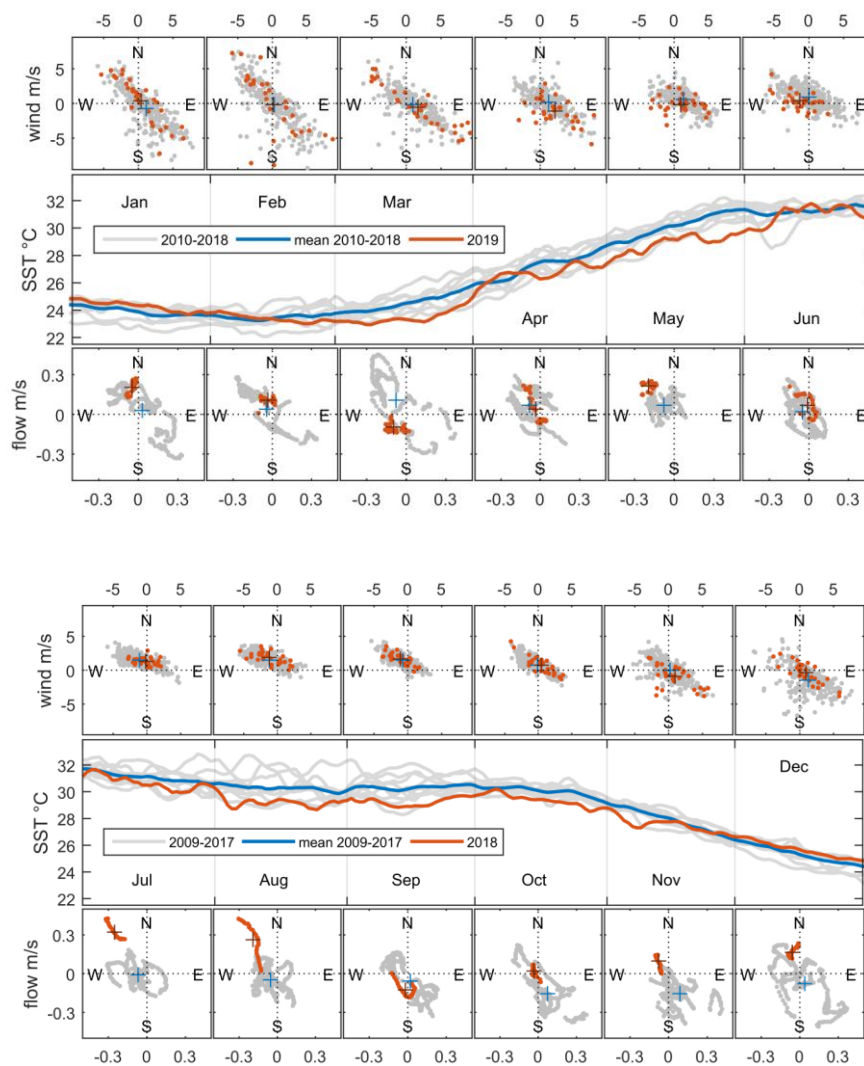 -5 0 5 -5 0 5 -5 0 5 -5 0 5 -5 0 5 -5 0 5
N N N N N N
wind m/s
5
0
-5
W E W E W E W E W E W E
S S S S S S
Jan Feb Mar
SST °C
32
30
28
26
24
22
2010-2018 mean 2010-2018 2019
Apr May Jun
N N N N N N
flow m/s
0.3
0
-0.3
W E W E W E W E W E W E
S S S S S S
-0.3 0 0.3 -0.3 0 0.3 -0.3 0 0.3 -0.3 0 0.3 -0.3 0 0.3 -0.3 0 0.3
-5 0 5 -5 0 5 -5 0 5 -5 0 5 -5 0 5 -5 0 5
N N N N N N
wind m/s
5
0
-5
W E W E W E W E W E W E
S S S S S S
Dec
SST °C
32
30
28
26
24
22
2009-2017 mean 2009-2017 2018
Jul Aug Sep Oct Nov
N N N N N N
flow m/s
0.3
0
-0.3
W E W E W E W E W E W E
S S S S S S
-0.3 0 0.3 -0.3 0 0.3 -0.3 0 0.3 -0.3 0 0.3 -0.3 0 0.3 -0.3 0 0.3